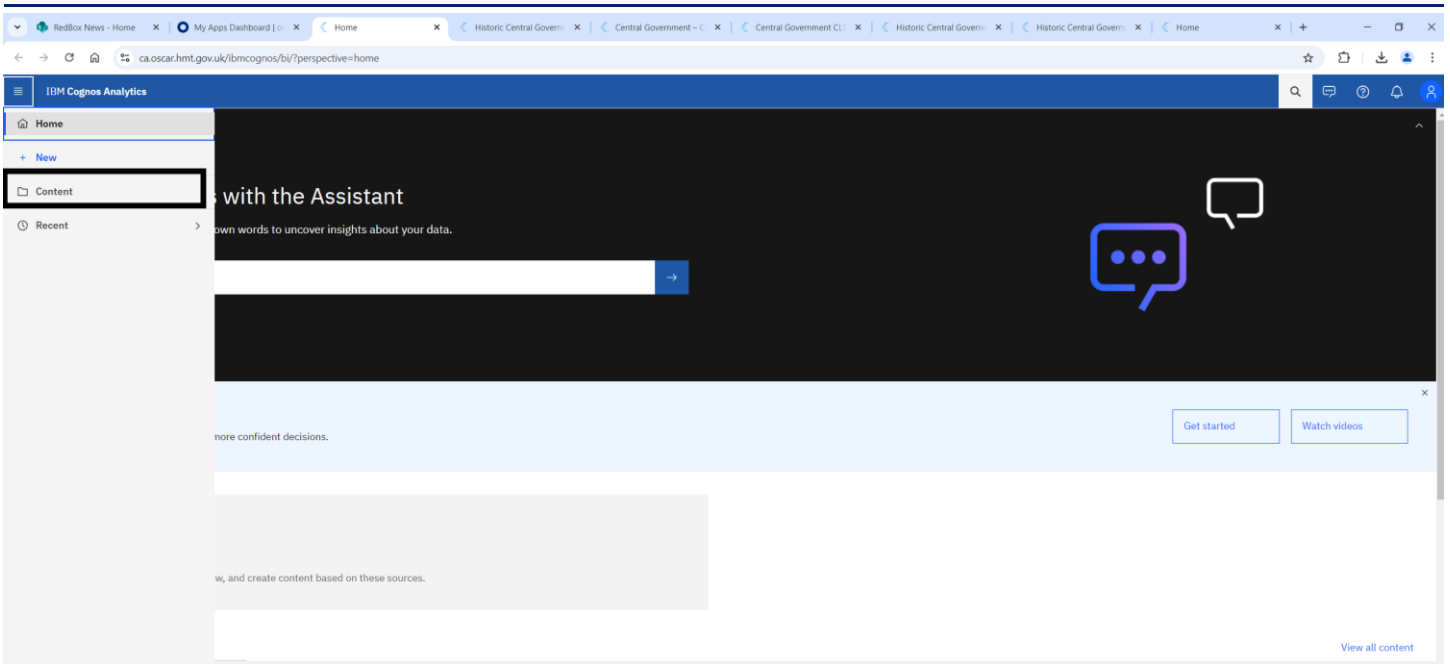 RedBox News - Home
My Apps Dashboard | o
Home
Historic Central Govern
Central Government – C
Central Government CL
Historic Central Govern
Historic Central Govern
Home
ca.oscar.hmt.gov.uk/ibmcognos/bi/?perspective=home
IBM Cognos Analytics
Home
+ New
Content
Recent
with the Assistant
own words to uncover insights about your data.
more confident decisions.
Get started
Watch videos
w, and create content based on these sources.
View all content